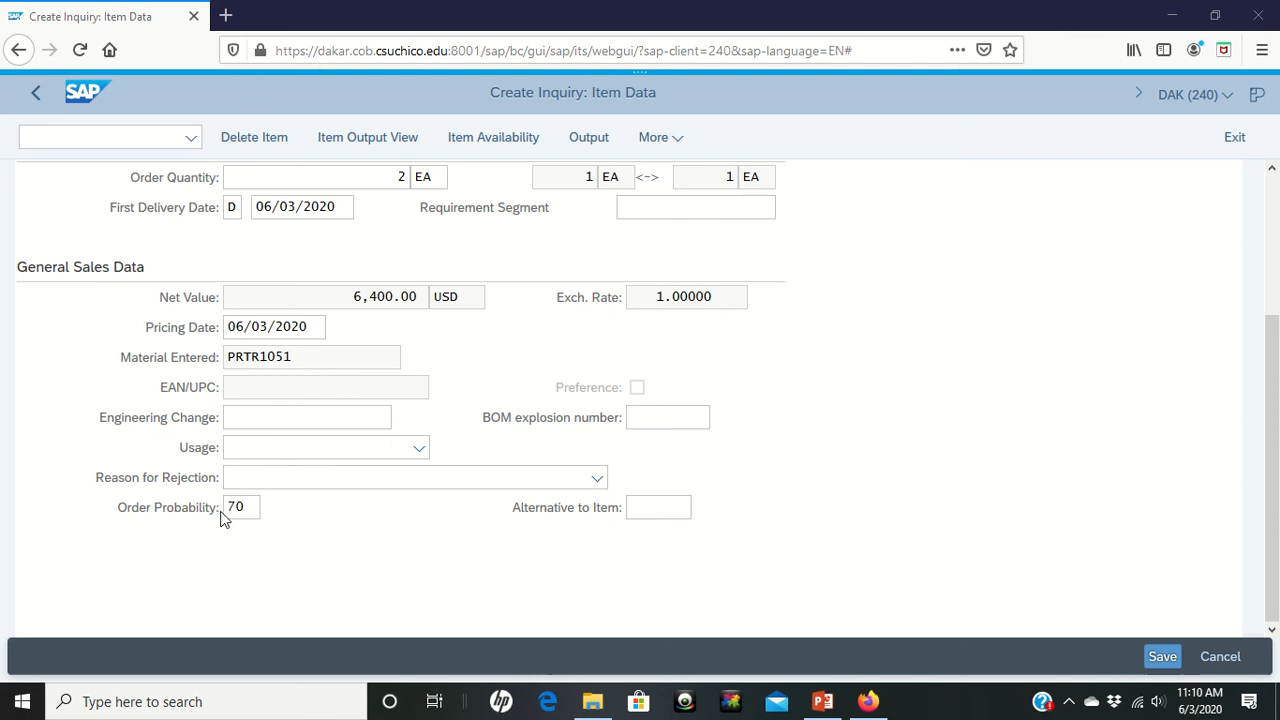 Create Inquiry: Item Data
https://dakar.cob.csuchico.edu:8001/sap/bc/gui/sap/its/webgui/?sap-client=240&sap-language=EN#
SAP Create Inquiry: Item Data DAK (240)
Delete Item Item Output View Item Availability Output More Exit
Order Quantity: 2 EA 1 EA <-> 1 EA
First Delivery Date: D 06/03/2020 Requirement Segment
General Sales Data
Net Value: 6,400.00 USD Exch. Rate: 1.00000
Pricing Date: 06/03/2020
Material Entered: PRTR1051
EAN/UPC: Preference:
Engineering Change: BOM explosion number:
Usage:
Reason for Rejection:
Order Probability: 70 Alternative to Item:
Save Cancel
Type here to search
11:10 AM
6/3/2020